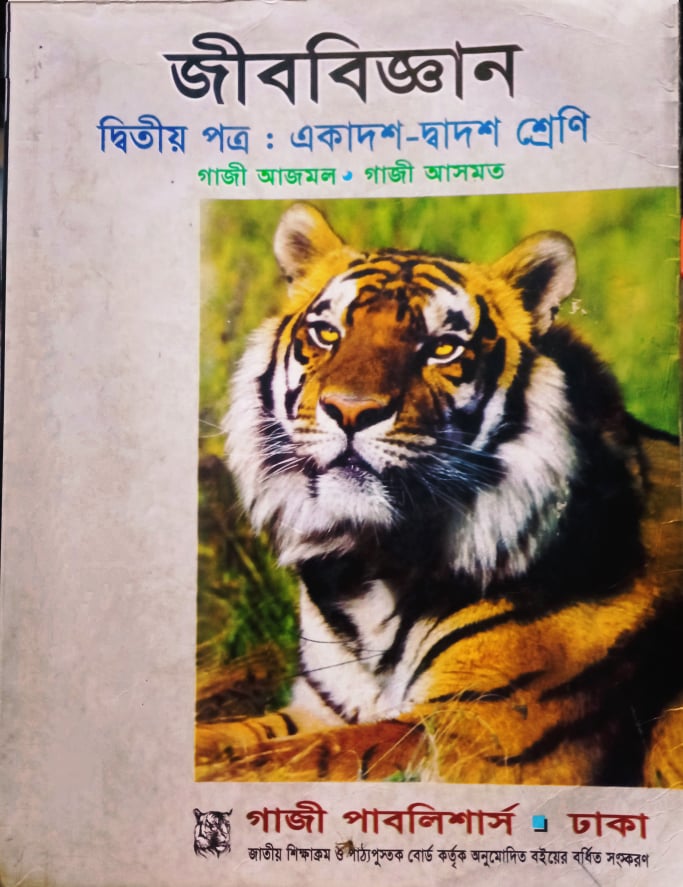 জীববিজ্ঞান
দ্বিতীয় পত্র : একাদশ-দ্বাদশ শ্রেণি
গাজী আজমল • গাজী আসমত
গাজী পাবলিশার্স ▪ ঢাকা
জাতীয় শিক্ষাক্রম ও পাঠ্যপুস্তক বোর্ড কর্তৃক অনুমোদিত বইয়ের বর্ধিত সংস্করণ